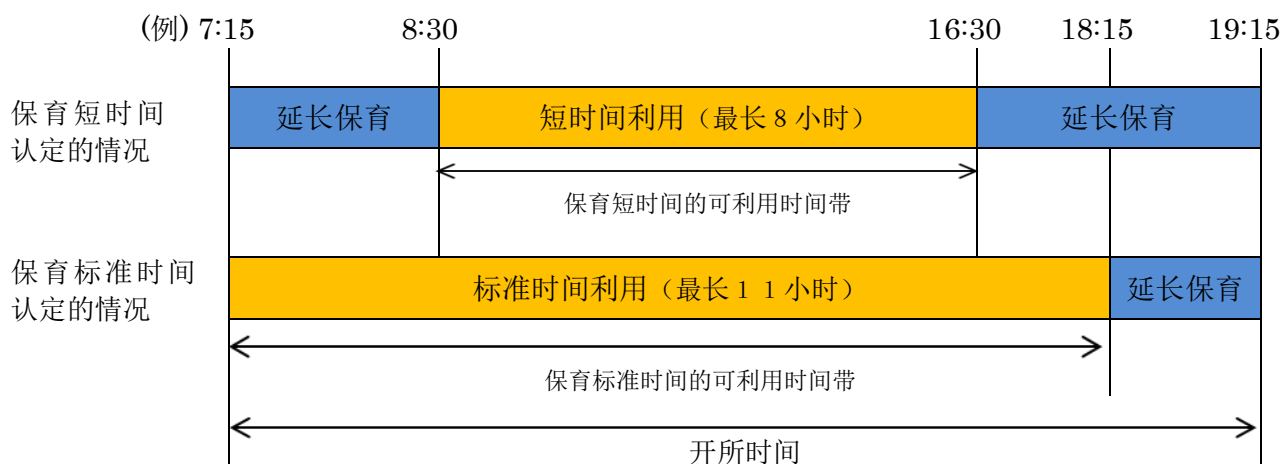 (例) 7:15 8:30 16:30 18:15 19:15
保育短时间
认定的情况
延长保育 短时间利用（最长８小时） 延长保育
保育短时间的可利用时间带
保育标准时间
认定的情况
标准时间利用（最长１１小时） 延长保育
保育标准时间的可利用时间带
开所时间